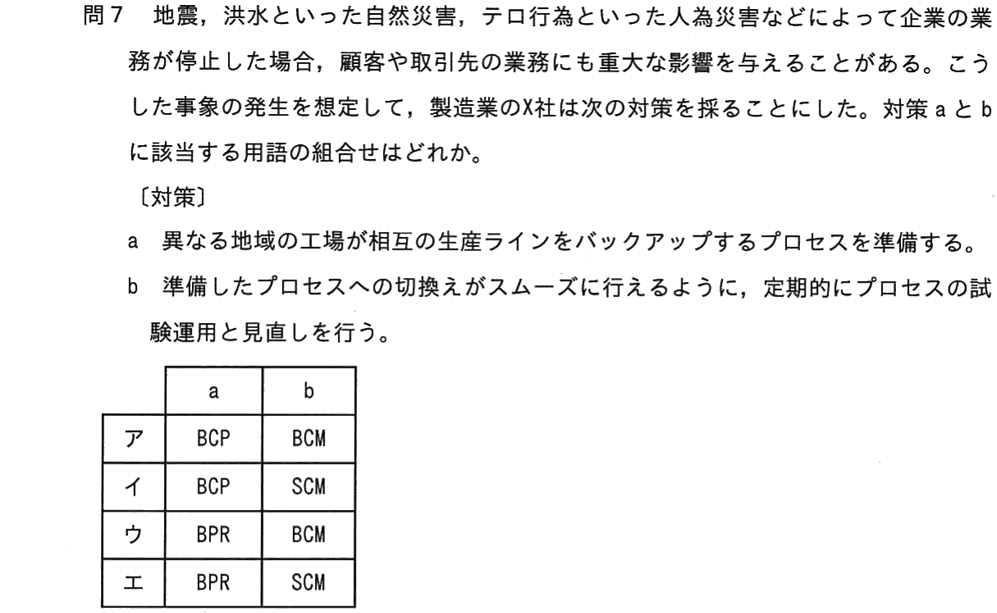 問7　地震，洪水といった自然災害，テロ行為といった人為災害などによって企業の業
務が停止した場合，顧客や取引先の業務にも重大な影響を与えることがある。こう
した事象の発生を想定して，製造業のX社は次の対策を採ることにした。対策 a と b
に該当する用語の組合せはどれか。
〔対策〕
a　異なる地域の工場が相互の生産ラインをバックアップするプロセスを準備する。
b　準備したプロセスへの切換えがスムーズに行えるように，定期的にプロセスの試
験運用と見直しを行う。
a b
ア BCP BCM
イ BCP SCM
ウ BPR BCM
エ BPR SCM